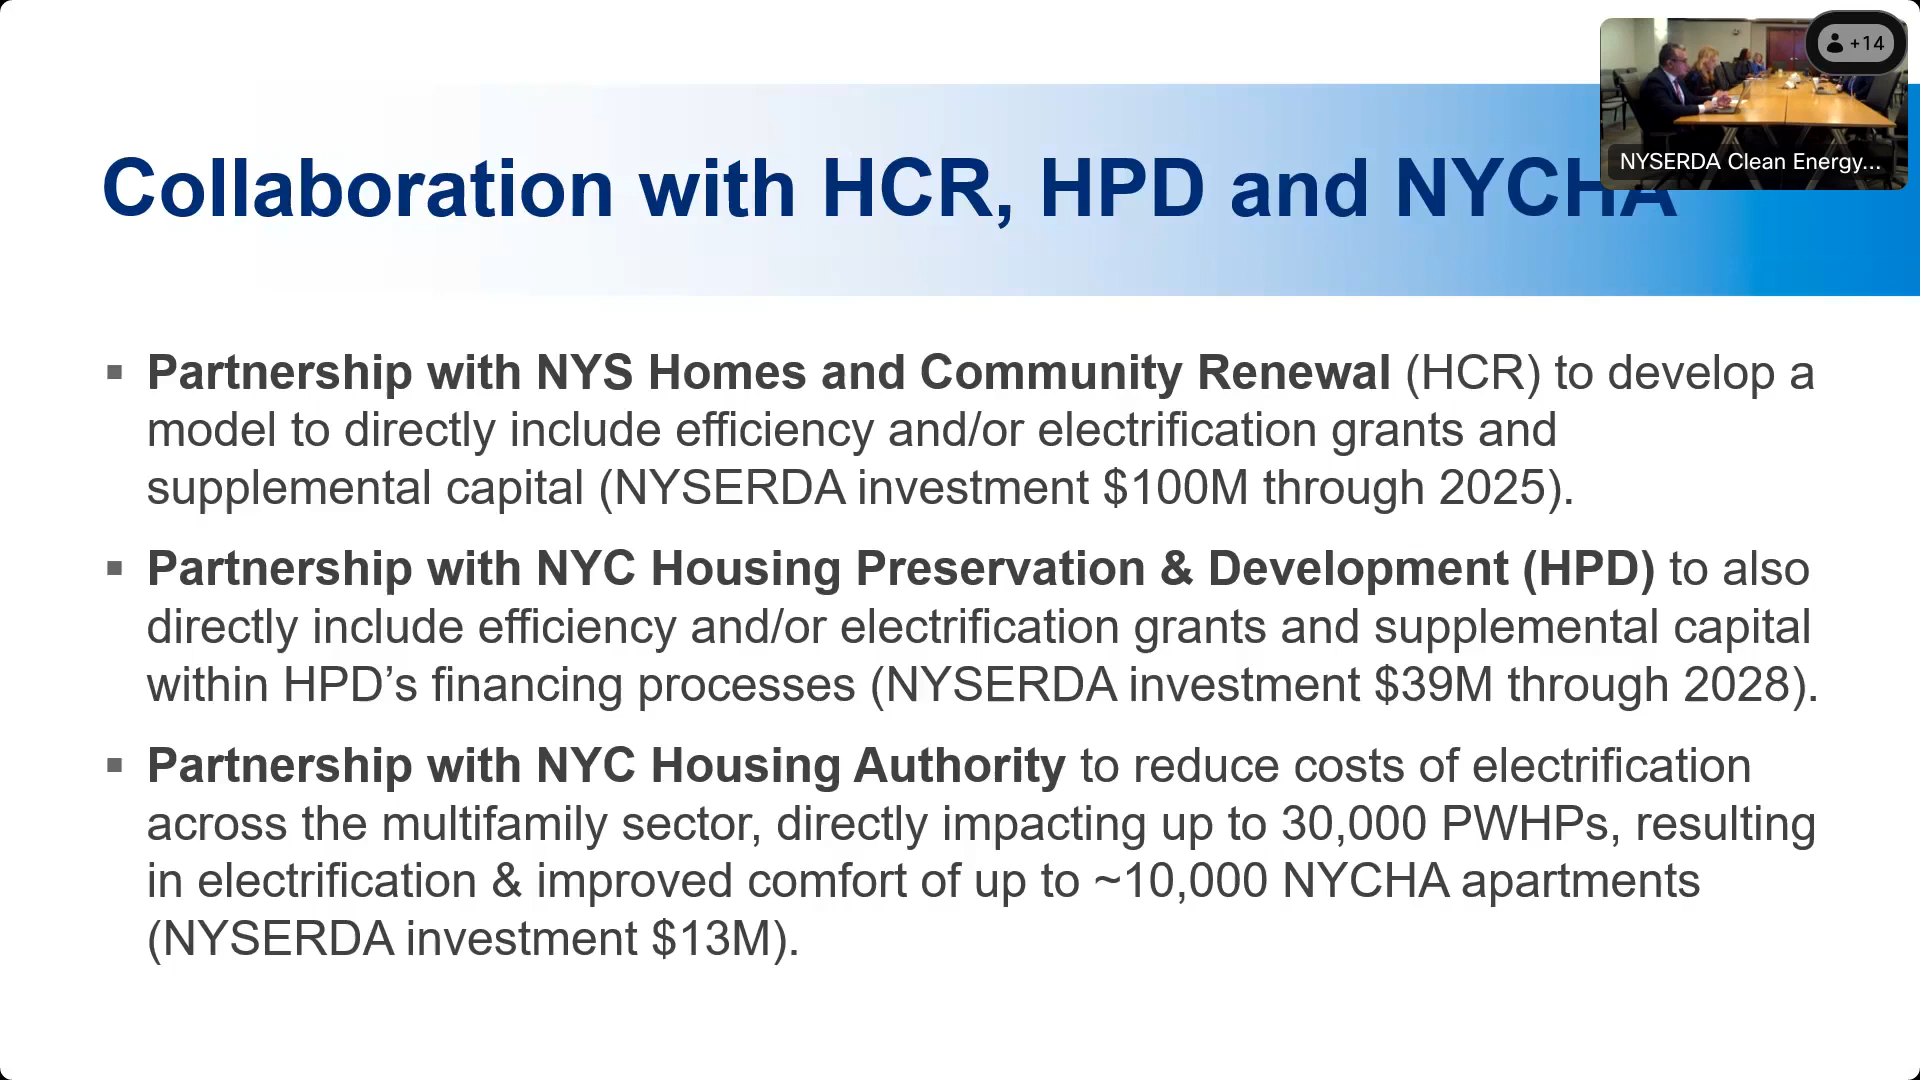 +14
NYSERDA Clean Energy...
Collaboration with HCR, HPD and NYCHA
▪ Partnership with NYS Homes and Community Renewal (HCR) to develop a
model to directly include efficiency and/or electrification grants and
supplemental capital (NYSERDA investment $100M through 2025).
▪ Partnership with NYC Housing Preservation & Development (HPD) to also
directly include efficiency and/or electrification grants and supplemental capital
within HPD’s financing processes (NYSERDA investment $39M through 2028).
▪ Partnership with NYC Housing Authority to reduce costs of electrification
across the multifamily sector, directly impacting up to 30,000 PWHPs, resulting
in electrification & improved comfort of up to ~10,000 NYCHA apartments
(NYSERDA investment $13M).